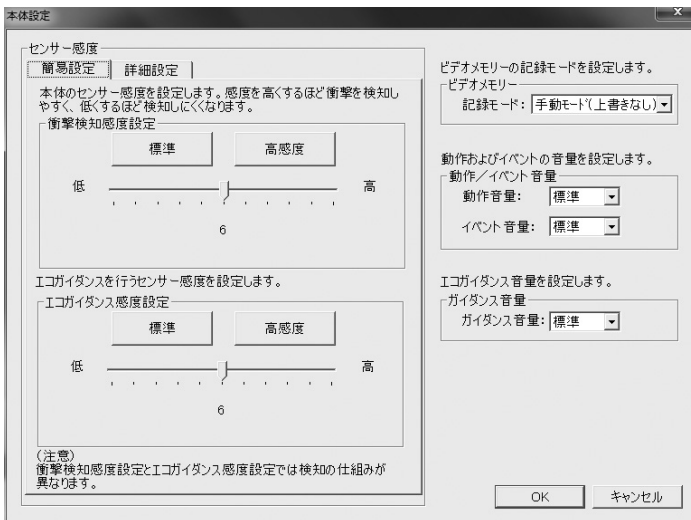 本体設定
センサー感度
簡易設定
詳細設定
本体のセンサー感度を設定します。感度を高くするほど衝撃を検知し
やすく、低くするほど検知しにくくなります。
衝撃検知感度設定
標準
高感度
低
高
6
エコガイダンスを行うセンサー感度を設定します。
エコガイダンス感度設定
標準
高感度
低
高
6
(注意)
衝撃検知感度設定とエコガイダンス感度設定では検知の仕組みが
異なります。
ビデオメモリーの記録モードを設定します。
ビデオメモリー
記録モード: 手動モード(上書きなし)
動作およびイベントの音量を設定します。
動作／イベント音量
動作音量: 標準
イベント音量: 標準
エコガイダンス音量を設定します。
ガイダンス音量
ガイダンス音量: 標準
OK
キャンセル